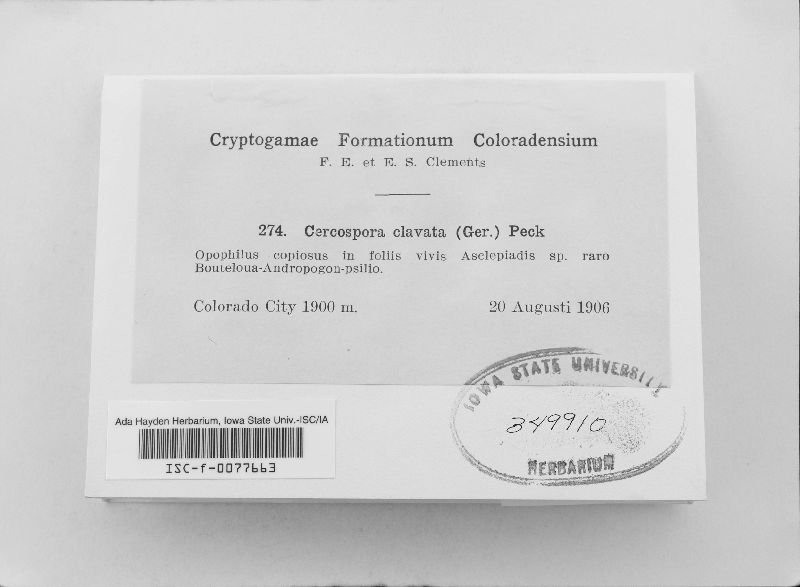 Cryptogamae Formationum Coloradensium
F. E. et E. S. Clements
274. Cercospora clavata (Ger.) Peck
Opophilus copiosus in foliis vivis Asclepiadis sp. raro
Bouteloua-Andropogon-psilio.
Colorado City 1900 m. 20 Augusti 1906
IOWA STATE UNIVERSITY
349910
HERBARIUM
Ada Hayden Herbarium, Iowa State Univ.-ISC/IA
ISC-f-0077663